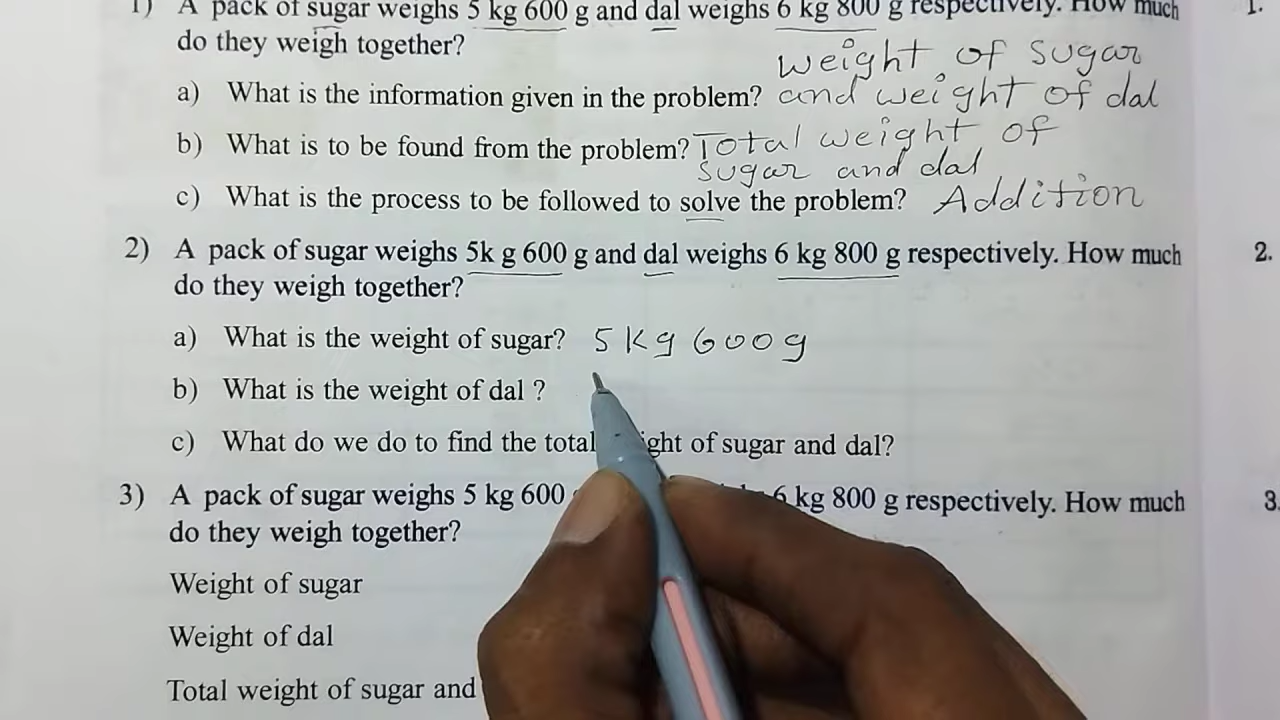 1) A pack of sugar weighs 5 kg 600 g and dal weighs 6 kg 800 g respectively. How much
do they weigh together?
a) What is the information given in the problem? weight of sugar
and weight of dal
b) What is to be found from the problem? Total weight of
sugar and dal
c) What is the process to be followed to solve the problem? Addition
2) A pack of sugar weighs 5k g 600 g and dal weighs 6 kg 800 g respectively. How much
do they weigh together?
a) What is the weight of sugar? 5 Kg 600g
b) What is the weight of dal ?
c) What do we do to find the total of sugar and dal?
3) A pack of sugar weighs 5 kg 600 6 kg 800 g respectively. How much
do they weigh together?
Weight of sugar
Weight of dal
Total weight of sugar and
1.
2.
3.